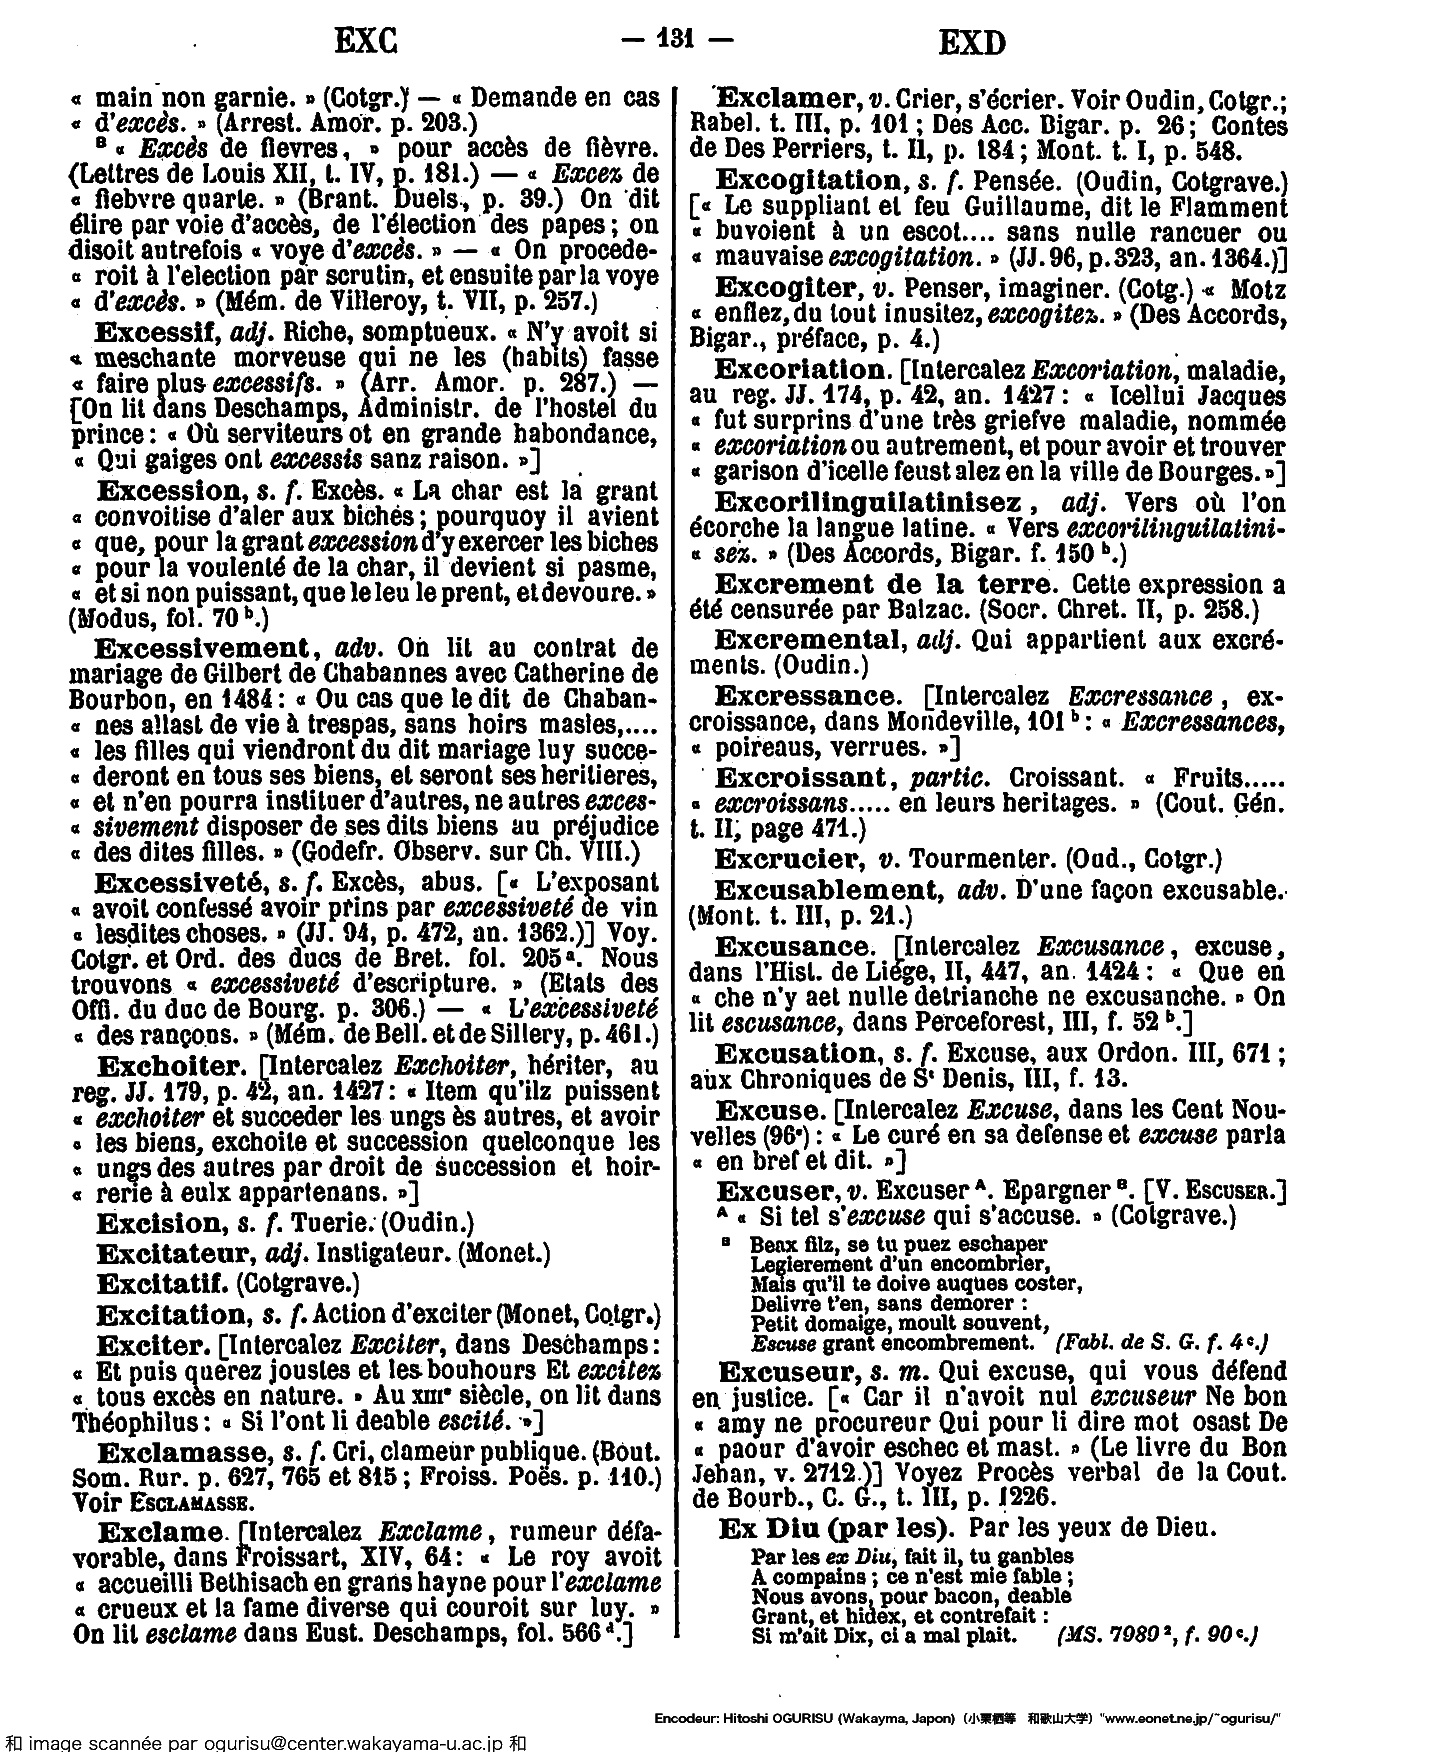 EXC — 131 — EXD
« main non garnie. » (Cotgr.) — « Demande en cas
« d'excès. » (Arrest. Amor. p. 203.)
B « Excès de fievres, » pour accès de fièvre.
(Lettres de Louis XII, t. IV, p. 181.) — « Excez de
« fiebvre quarte. » (Brant. Duels, p. 39.) On dit
élire par voie d'accès, de l'élection des papes; on
disoit autrefois « voye d'excès. » — « On procede-
« roit à l'election par scrutin, et ensuite par la voye
« d'excès. » (Mém. de Villeroy, t. VII, p. 257.)
Excessif, adj. Riche, somptueux. « N'y avoit si
« meschante morveuse qui ne les (habits) fasse
« faire plus excessifs. » (Arr. Amor. p. 287.) —
[On lit dans Deschamps, Administr. de l'hostel du
prince: « Où serviteurs ot en grande habondance,
« Qui gaiges ont excessis sanz raison. »]
Excession, s. f. Excès. « La char est la grant
« convoitise d'aler aux bichés; pourquoy il avient
« que, pour la grant excession d'y exercer les biches
« pour la voulenté de la char, il devient si pasme,
« et si non puissant, que le leu le prent, et devoure. »
(Modus, fol. 70 b.)
Excessivement, adv. On lit au contrat de
mariage de Gilbert de Chabannes avec Catherine de
Bourbon, en 1484: « Ou cas que le dit de Chaban-
« nes allast de vie à trespas, sans hoirs masles,....
« les filles qui viendront du dit mariage luy succe-
« deront en tous ses biens, et seront ses heritieres,
« et n'en pourra instituer d'autres, ne autres exces-
« sivement disposer de ses dits biens au préjudice
« des dites filles. » (Godefr. Observ. sur Ch. VIII.)
Excessiveté, s. f. Excès, abus. [« L'exposant
« avoit confessé avoir prins par excessiveté de vin
« lesdites choses. » (JJ. 94, p. 472, an. 1362.)] Voy.
Cotgr. et Ord. des ducs de Bret. fol. 205 a. Nous
trouvons « excessiveté d'escripture. » (Etats des
Offi. du duc de Bourg. p. 306.) — « L'excessiveté
« des rançons. » (Mém. de Bell. et de Sillery, p. 461.)
Exchoiter. [Intercalez Exchoiter, hériter, au
reg. JJ. 179, p. 42, an. 1427: « Item qu'ilz puissent
« exchoiter et succeder les ungs ès autres, et avoir
« les biens, exchoite et succession quelconque les
« ungs des autres par droit de succession et hoir-
« rerie à eulx appartenans. »]
Excision, s. f. Tuerie. (Oudin.)
Excitateur, adj. Instigateur. (Monet.)
Excitatif. (Cotgrave.)
Excitation, s. f. Action d'exciter (Monet, Cotgr.)
Exciter. [Intercalez Exciter, dans Deschamps:
« Et puis querez joustes et les bouhours Et excitez
« tous excès en nature. » Au XIIIe siècle, on lit dans
Théophilus: « Si l'ont li deable escité. »]
Exclamasse, s. f. Cri, clameur publique. (Bout.
Som. Rur. p. 627, 765 et 815; Froiss. Poës. p. 110.)
Voir ESCLAMASSE.
Exclame. [Intercalez Exclame, rumeur défa-
vorable, dans Froissart, XIV, 64: « Le roy avoit
« accueilli Bethisach en grans hayne pour l'exclame
« crueux et la fame diverse qui couroit sur luy. »
On lit esclame dans Eust. Deschamps, fol. 566 d.]
Exclamer, v. Crier, s'écrier. Voir Oudin, Cotgr.;
Rabel. t. III, p. 101; Des Acc. Bigar. p. 26; Contes
de Des Perriers, t. II, p. 184; Mont. t. I, p. 548.
Excogitation, s. f. Pensée. (Oudin, Cotgrave.)
[« Le suppliant et feu Guillaume, dit le Flamment
« buvoient à un escot.... sans nulle rancuer ou
« mauvaise excogitation. » (JJ. 96, p. 323, an. 1364.)]
Excogiter, v. Penser, imaginer. (Cotg.) « Motz
« enflez, du tout inusitez, excogitez. » (Des Accords,
Bigar., préface, p. 4.)
Excoriation. [Intercalez Excoriation, maladie,
au reg. JJ. 174, p. 42, an. 1427: « Icellui Jacques
« fut surprins d'une très griefve maladie, nommée
« excoriation ou autrement, et pour avoir et trouver
« garison d'icelle feust alez en la ville de Bourges. »]
Excorilinguilatinisez, adj. Vers où l'on
écorche la langue latine. « Vers excorilinguilatini-
« sez. » (Des Accords, Bigar. f. 150 b.)
Excrement de la terre. Cette expression a
été censurée par Balzac. (Socr. Chret. II, p. 258.)
Excremental, adj. Qui appartient aux excré-
ments. (Oudin.)
Excressance. [Intercalez Excressance, ex-
croissance, dans Mondeville, 101 b: « Excressances,
« poireaus, verrues. »]
Excroissant, partic. Croissant. « Fruits.....
« excroissans..... en leurs heritages. » (Cout. Gén.
t. II, page 471.)
Excrucier, v. Tourmenter. (Oud., Cotgr.)
Excusablement, adv. D'une façon excusable.
(Mont. t. III, p. 21.)
Excusance. [Intercalez Excusance, excuse,
dans l'Hist. de Liége, II, 447, an. 1424: « Que en
« che n'y aet nulle detrianche ne excusanche. » On
lit escusance, dans Perceforest, III, f. 52 b.]
Excusation, s. f. Excuse, aux Ordon. III, 671;
aux Chroniques de St Denis, III, f. 13.
Excuse. [Intercalez Excuse, dans les Cent Nou-
velles (96e): « Le curé en sa defense et excuse parla
« en bref et dit. »]
Excuser, v. Excuser A. Epargner B. [V. ESCUSER.]
A « Si tel s'excuse qui s'accuse. » (Cotgrave.)
B Beax filz, se tu puez eschaper
Legierement d'un encombrier,
Mais qu'il te doive auques coster,
Delivre t'en, sans demorer :
Petit domaige, moult souvent,
Escuse grant encombrement. (Fabl. de S. G. f. 4 c.)
Excuseur, s. m. Qui excuse, qui vous défend
en justice. [« Car il n'avoit nul excuseur Ne bon
« amy ne procureur Qui pour li dire mot osast De
« paour d'avoir eschec et mast. » (Le livre du Bon
Jehan, v. 2712.)] Voyez Procès verbal de la Cout.
de Bourb., C. G., t. III, p. 1226.
Ex Diu (par les). Par les yeux de Dieu.
Par les ex Diu, fait il, tu ganbles
A compains; ce n'est mie fable;
Nous avons, pour bacon, deable
Grant, et hidex, et contrefait :
Si m'ait Dix, ci a mal plait. (MS. 7989 2, f. 90 c.)
Encodeur: Hitoshi OGURISU (Wakayma, Japon) (小栗栖等 和歌山大学) "www.eonet.ne.jp/~ogurisu/"
和 image scannée par ogurisu@center.wakayama-u.ac.jp 和